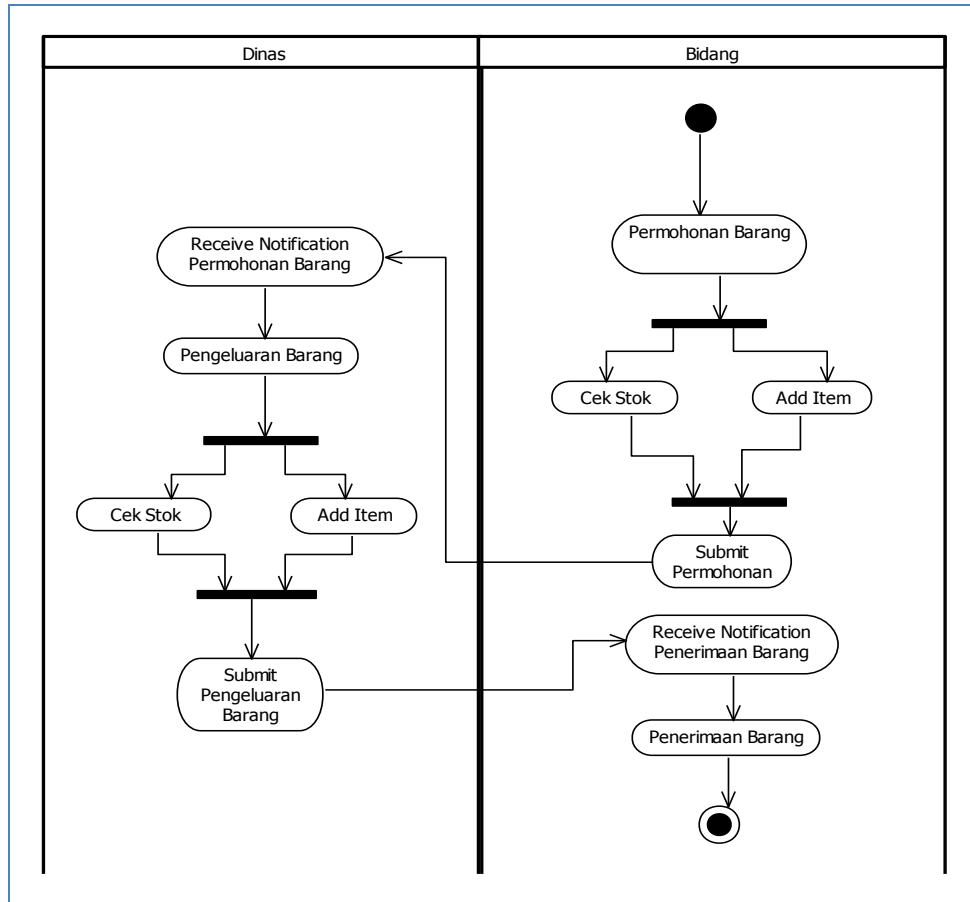 Dinas
Bidang
Permohonan Barang
Cek Stok
Add Item
Submit
Permohonan
Receive Notification
Permohonan Barang
Pengeluaran Barang
Cek Stok
Add Item
Submit
Pengeluaran
Barang
Receive Notification
Penerimaan Barang
Penerimaan Barang